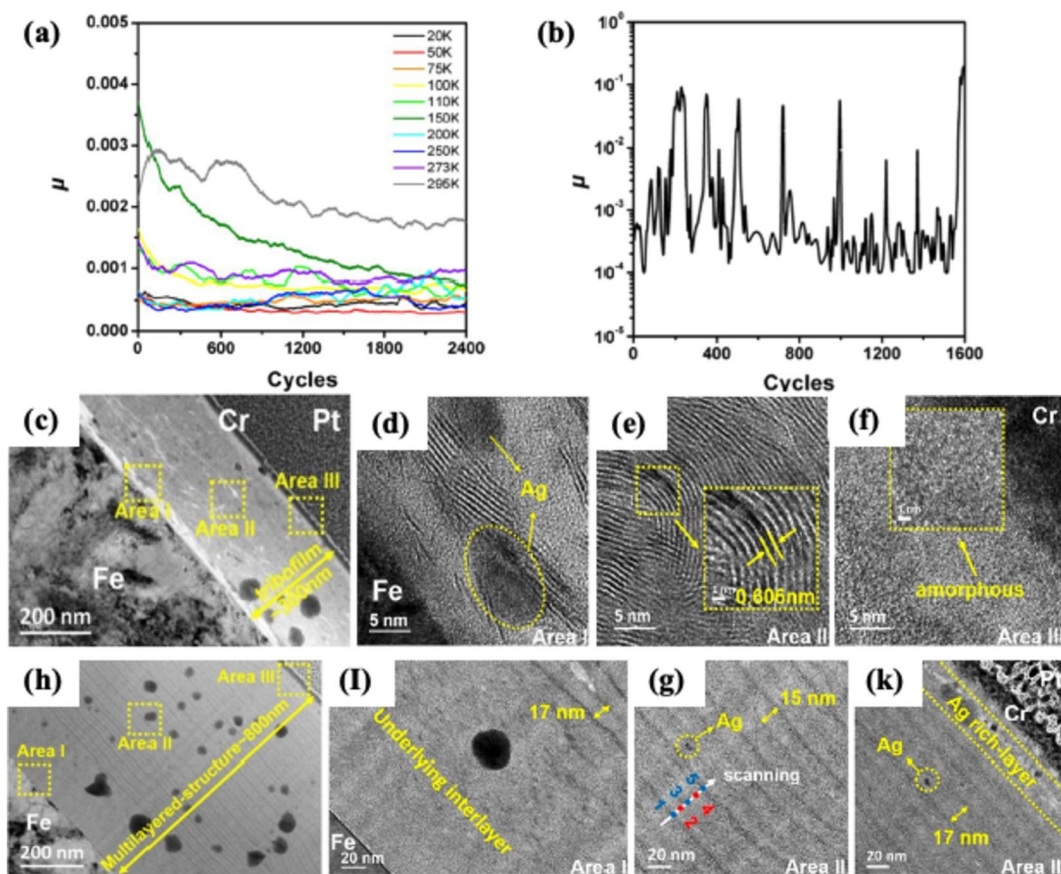 (a)
0.005
0.004
0.003
0.002
0.001
0.000
μ
0 600 1200 1800 2400
Cycles
20K
50K
75K
100K
110K
150K
200K
250K
273K
295K
(b)
10⁰
10⁻¹
10⁻²
10⁻³
10⁻⁴
10⁻⁵
μ
0 400 800 1200 1600
Cycles
(c)
Cr
Pt
Area III
Area I
Area II
Fe
tribofilm
200 nm
(d)
Ag
Fe
5 nm
Area I
(e)
0.606nm
5 nm
Area II
(f)
Cr
amorphous
5 nm
Area III
(h)
Area III
Area I
Area II
Fe
Multilayered-structure~800nm
200 nm
(I)
17 nm
Underlying interlayer
Fe
20 nm
Area I
(g)
15 nm
Ag
scanning
1 3 5
2 4
20 nm
Area II
(k)
Pt
Cr
Ag rich-layer
Ag
17 nm
20 nm